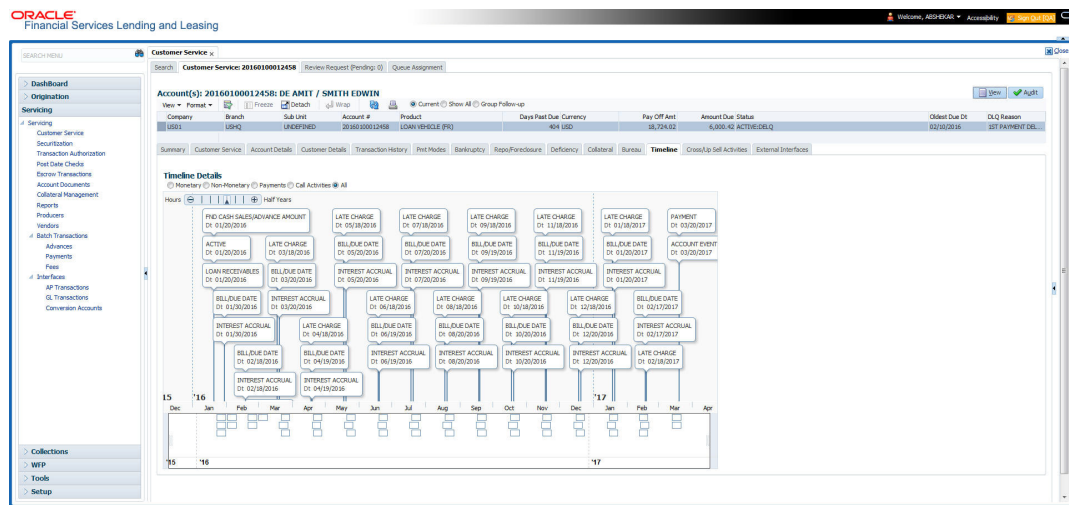 ORACLE
Financial Services Lending and Leasing
Welcome, ABSHEKAR Accessibility Sign Out [QA]
SEARCH MENU
Customer Service x
Close
Search Customer Service: 20160100012458 Review Request (Pending: 0) Queue Assignment
DashBoard
Origination
Servicing
Servicing
Customer Service
Securitization
Transaction Authorization
Post Date Checks
Escrow Transactions
Account Documents
Collateral Management
Reports
Producers
Vendors
Batch Transactions
Advances
Payments
Fees
Interfaces
AP Transactions
GL Transactions
Conversion Accounts
Collections
WFP
Tools
Setup
Account(s): 20160100012458: DE AMIT / SMITH EDWIN
View Audit
View Format Freeze Detach Wrap Current Show All Group Follow-up
Company Branch Sub Unit Account # Product Days Past Due Currency Pay Off Amt Amount Due Status Oldest Due Dt DLQ Reason
US01 USHQ UNDEFINED 20160100012458 LOAN VEHICLE (FR) 404 USD 18,724.02 6,000.42 ACTIVE:DELQ 02/10/2016 1ST PAYMENT DEL...
Summary Customer Service Account Details Customer Details Transaction History Pmt Modes Bankruptcy Repo/Foreclosure Deficiency Collateral Bureau Timeline Cross/Up Sell Activities External Interfaces
Timeline Details
Monetary Non-Monetary Payments Call Activities All
Hours Half Years
FND CASH SALES/ADVANCE AMOUNT LATE CHARGE LATE CHARGE LATE CHARGE LATE CHARGE LATE CHARGE PAYMENT
Dt 01/20/2016 Dt 05/18/2016 Dt 07/18/2016 Dt 09/18/2016 Dt 11/18/2016 Dt 01/18/2017 Dt 03/20/2017
ACTIVE LATE CHARGE BILL/DUE DATE BILL/DUE DATE BILL/DUE DATE BILL/DUE DATE BILL/DUE DATE ACCOUNT EVENT
Dt 01/20/2016 Dt 03/18/2016 Dt 05/20/2016 Dt 07/20/2016 Dt 09/19/2016 Dt 11/19/2016 Dt 01/20/2017 Dt 03/20/2017
LOAN RECEIVABLES BILL/DUE DATE INTEREST ACCRUAL INTEREST ACCRUAL INTEREST ACCRUAL INTEREST ACCRUAL INTEREST ACCRUAL
Dt 01/20/2016 Dt 03/20/2016 Dt 05/20/2016 Dt 07/20/2016 Dt 09/19/2016 Dt 11/19/2016 Dt 01/20/2017
BILL/DUE DATE INTEREST ACCRUAL LATE CHARGE LATE CHARGE LATE CHARGE LATE CHARGE BILL/DUE DATE
Dt 01/30/2016 Dt 03/20/2016 Dt 06/18/2016 Dt 08/18/2016 Dt 10/18/2016 Dt 12/18/2016 Dt 02/17/2017
INTEREST ACCRUAL LATE CHARGE BILL/DUE DATE BILL/DUE DATE BILL/DUE DATE BILL/DUE DATE INTEREST ACCRUAL
Dt 01/30/2016 Dt 04/18/2016 Dt 06/19/2016 Dt 08/20/2016 Dt 10/20/2016 Dt 12/20/2016 Dt 02/17/2017
BILL/DUE DATE BILL/DUE DATE INTEREST ACCRUAL INTEREST ACCRUAL INTEREST ACCRUAL INTEREST ACCRUAL LATE CHARGE
Dt 02/18/2016 Dt 04/19/2016 Dt 06/19/2016 Dt 08/20/2016 Dt 10/20/2016 Dt 12/20/2016 Dt 02/18/2017
INTEREST ACCRUAL INTEREST ACCRUAL
Dt 02/18/2016 Dt 04/19/2016
15 '16 '17
Dec Jan Feb Mar Apr May Jun Jul Aug Sep Oct Nov Dec Jan Feb Mar Apr
'15 '16 '17